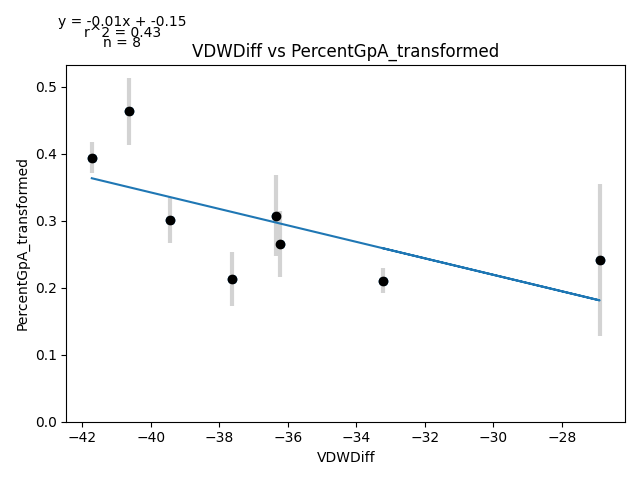 y = -0.01x + -0.15
r^2 = 0.43
n = 8
VDWDiff vs PercentGpA_transformed
PercentGpA_transformed
0.5
0.4
0.3
0.2
0.1
0.0
−42 −40 −38 −36 −34 −32 −30 −28
VDWDiff